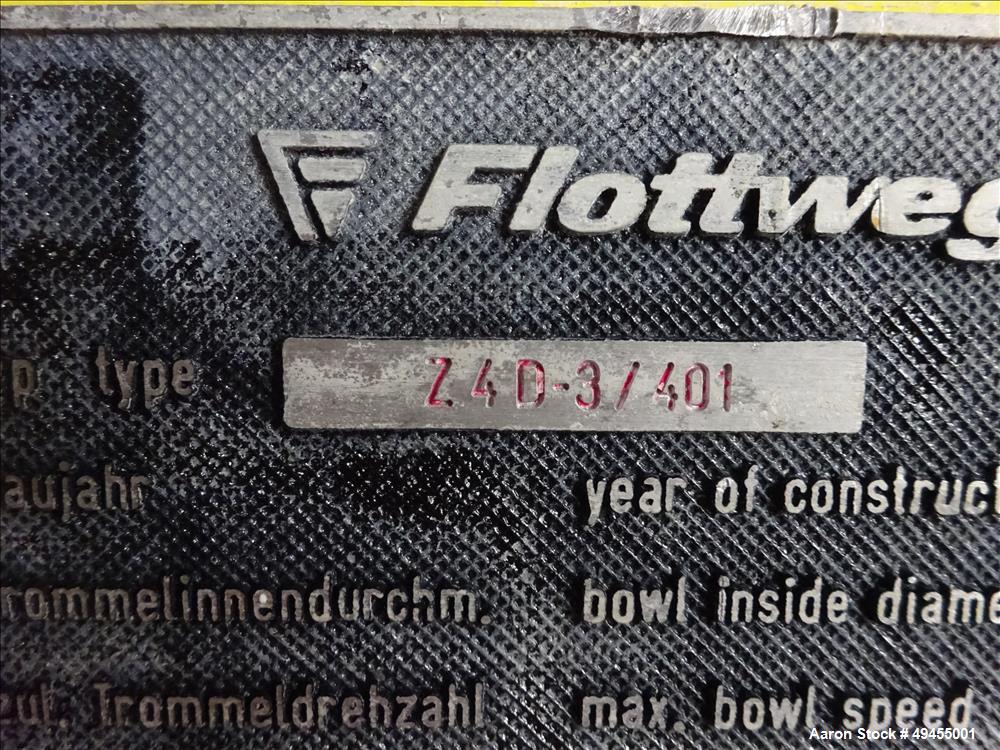 Flottweg
p type Z4D-3/401
aujahr year of construct
rommelinnendurchm. bowl inside diame
zul. Trommeldrehzahl max. bowl speed
Aaron Stock # 49455001